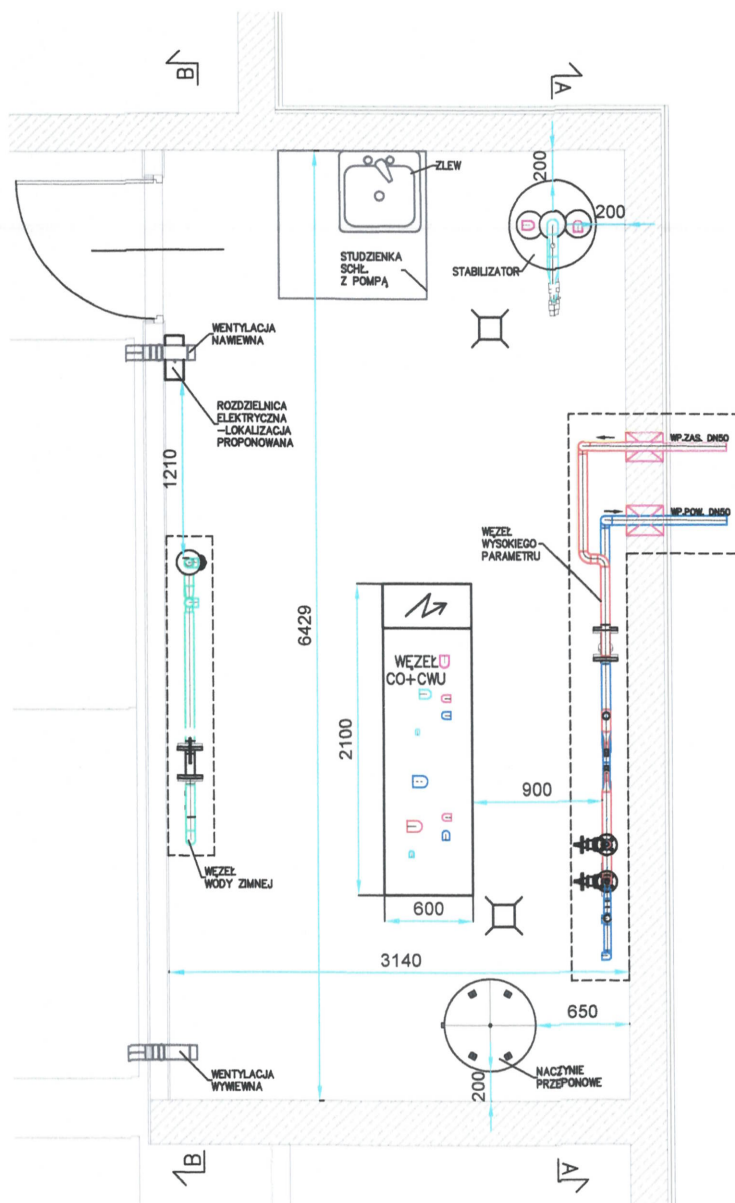 B
A
ZLEW
200
200
STUDZIENKA
SCHŁ.
Z POMPĄ
STABILIZATOR
WENTYLACJA
NAWIEWNA
ROZDZIELNICA
ELEKTRYCZNA
–LOKALIZACJA
PROPONOWANA
1210
WP.ZAS. DN50
WP.POW. DN50
WĘZEŁ
WYSOKIEGO
PARAMETRU
6429
2100
WĘZEŁ
CO+CWU
900
WĘZEŁ
WODY ZIMNEJ
600
3140
650
200
NACZYNIE
PRZEPONOWE
WENTYLACJA
WYWIEWNA
B
A